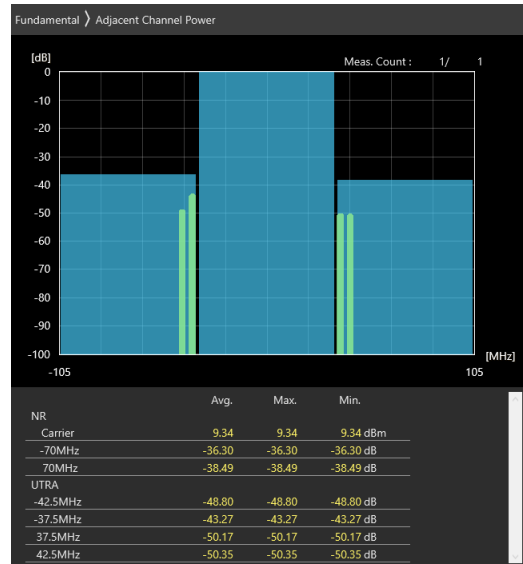 Fundamental 〉 Adjacent Channel Power
[dB]
Meas. Count : 1/ 1
0
-10
-20
-30
-40
-50
-60
-70
-80
-90
-100
[MHz]
-105 105
Avg. Max. Min.
NR
Carrier 9.34 9.34 9.34 dBm
-70MHz -36.30 -36.30 -36.30 dB
70MHz -38.49 -38.49 -38.49 dB
UTRA
-42.5MHz -48.80 -48.80 -48.80 dB
-37.5MHz -43.27 -43.27 -43.27 dB
37.5MHz -50.17 -50.17 -50.17 dB
42.5MHz -50.35 -50.35 -50.35 dB